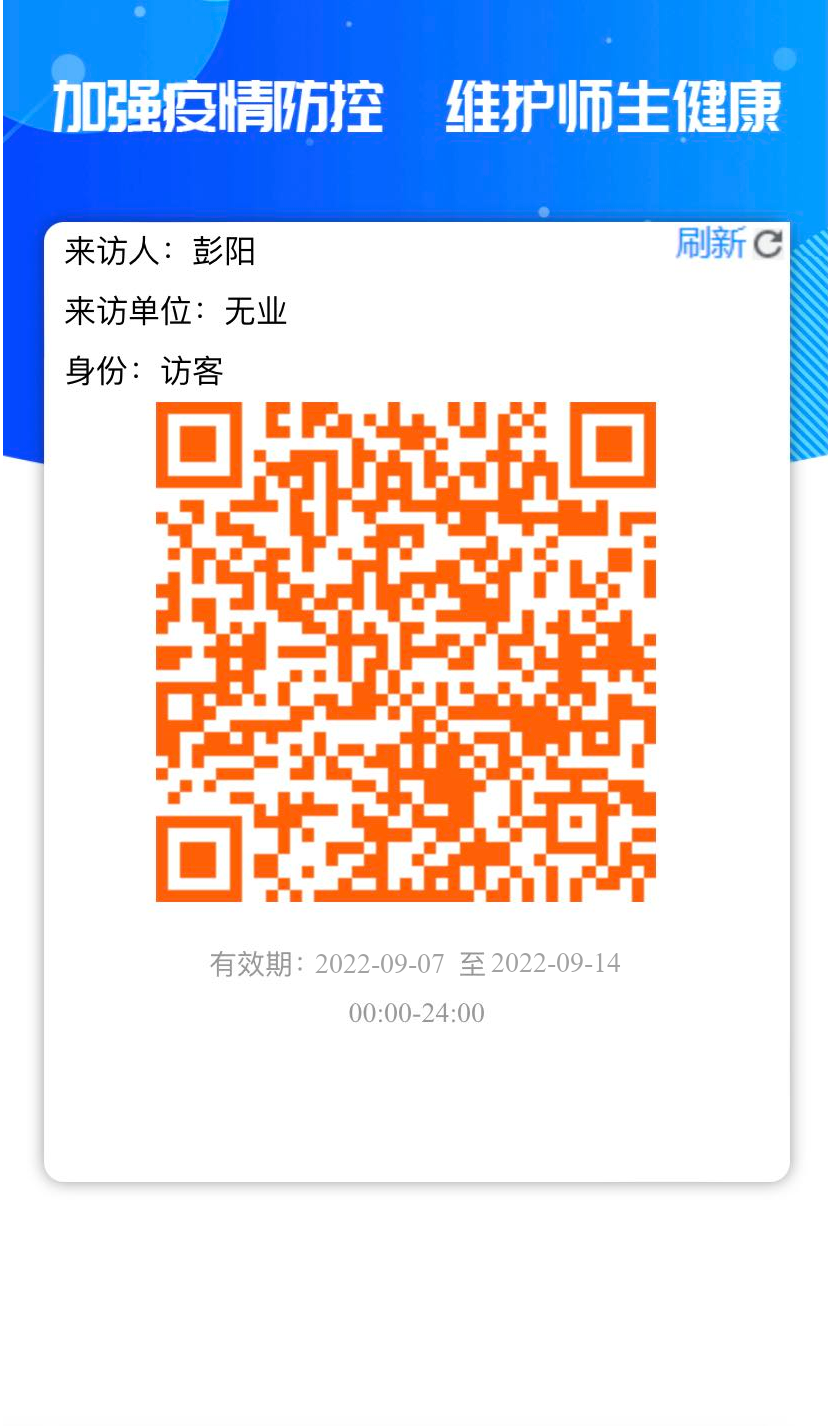 加强疫情防控 维护师生健康
刷新
来访人：彭阳
来访单位：无业
身份：访客
有效期：2022-09-07 至 2022-09-14
00:00-24:00